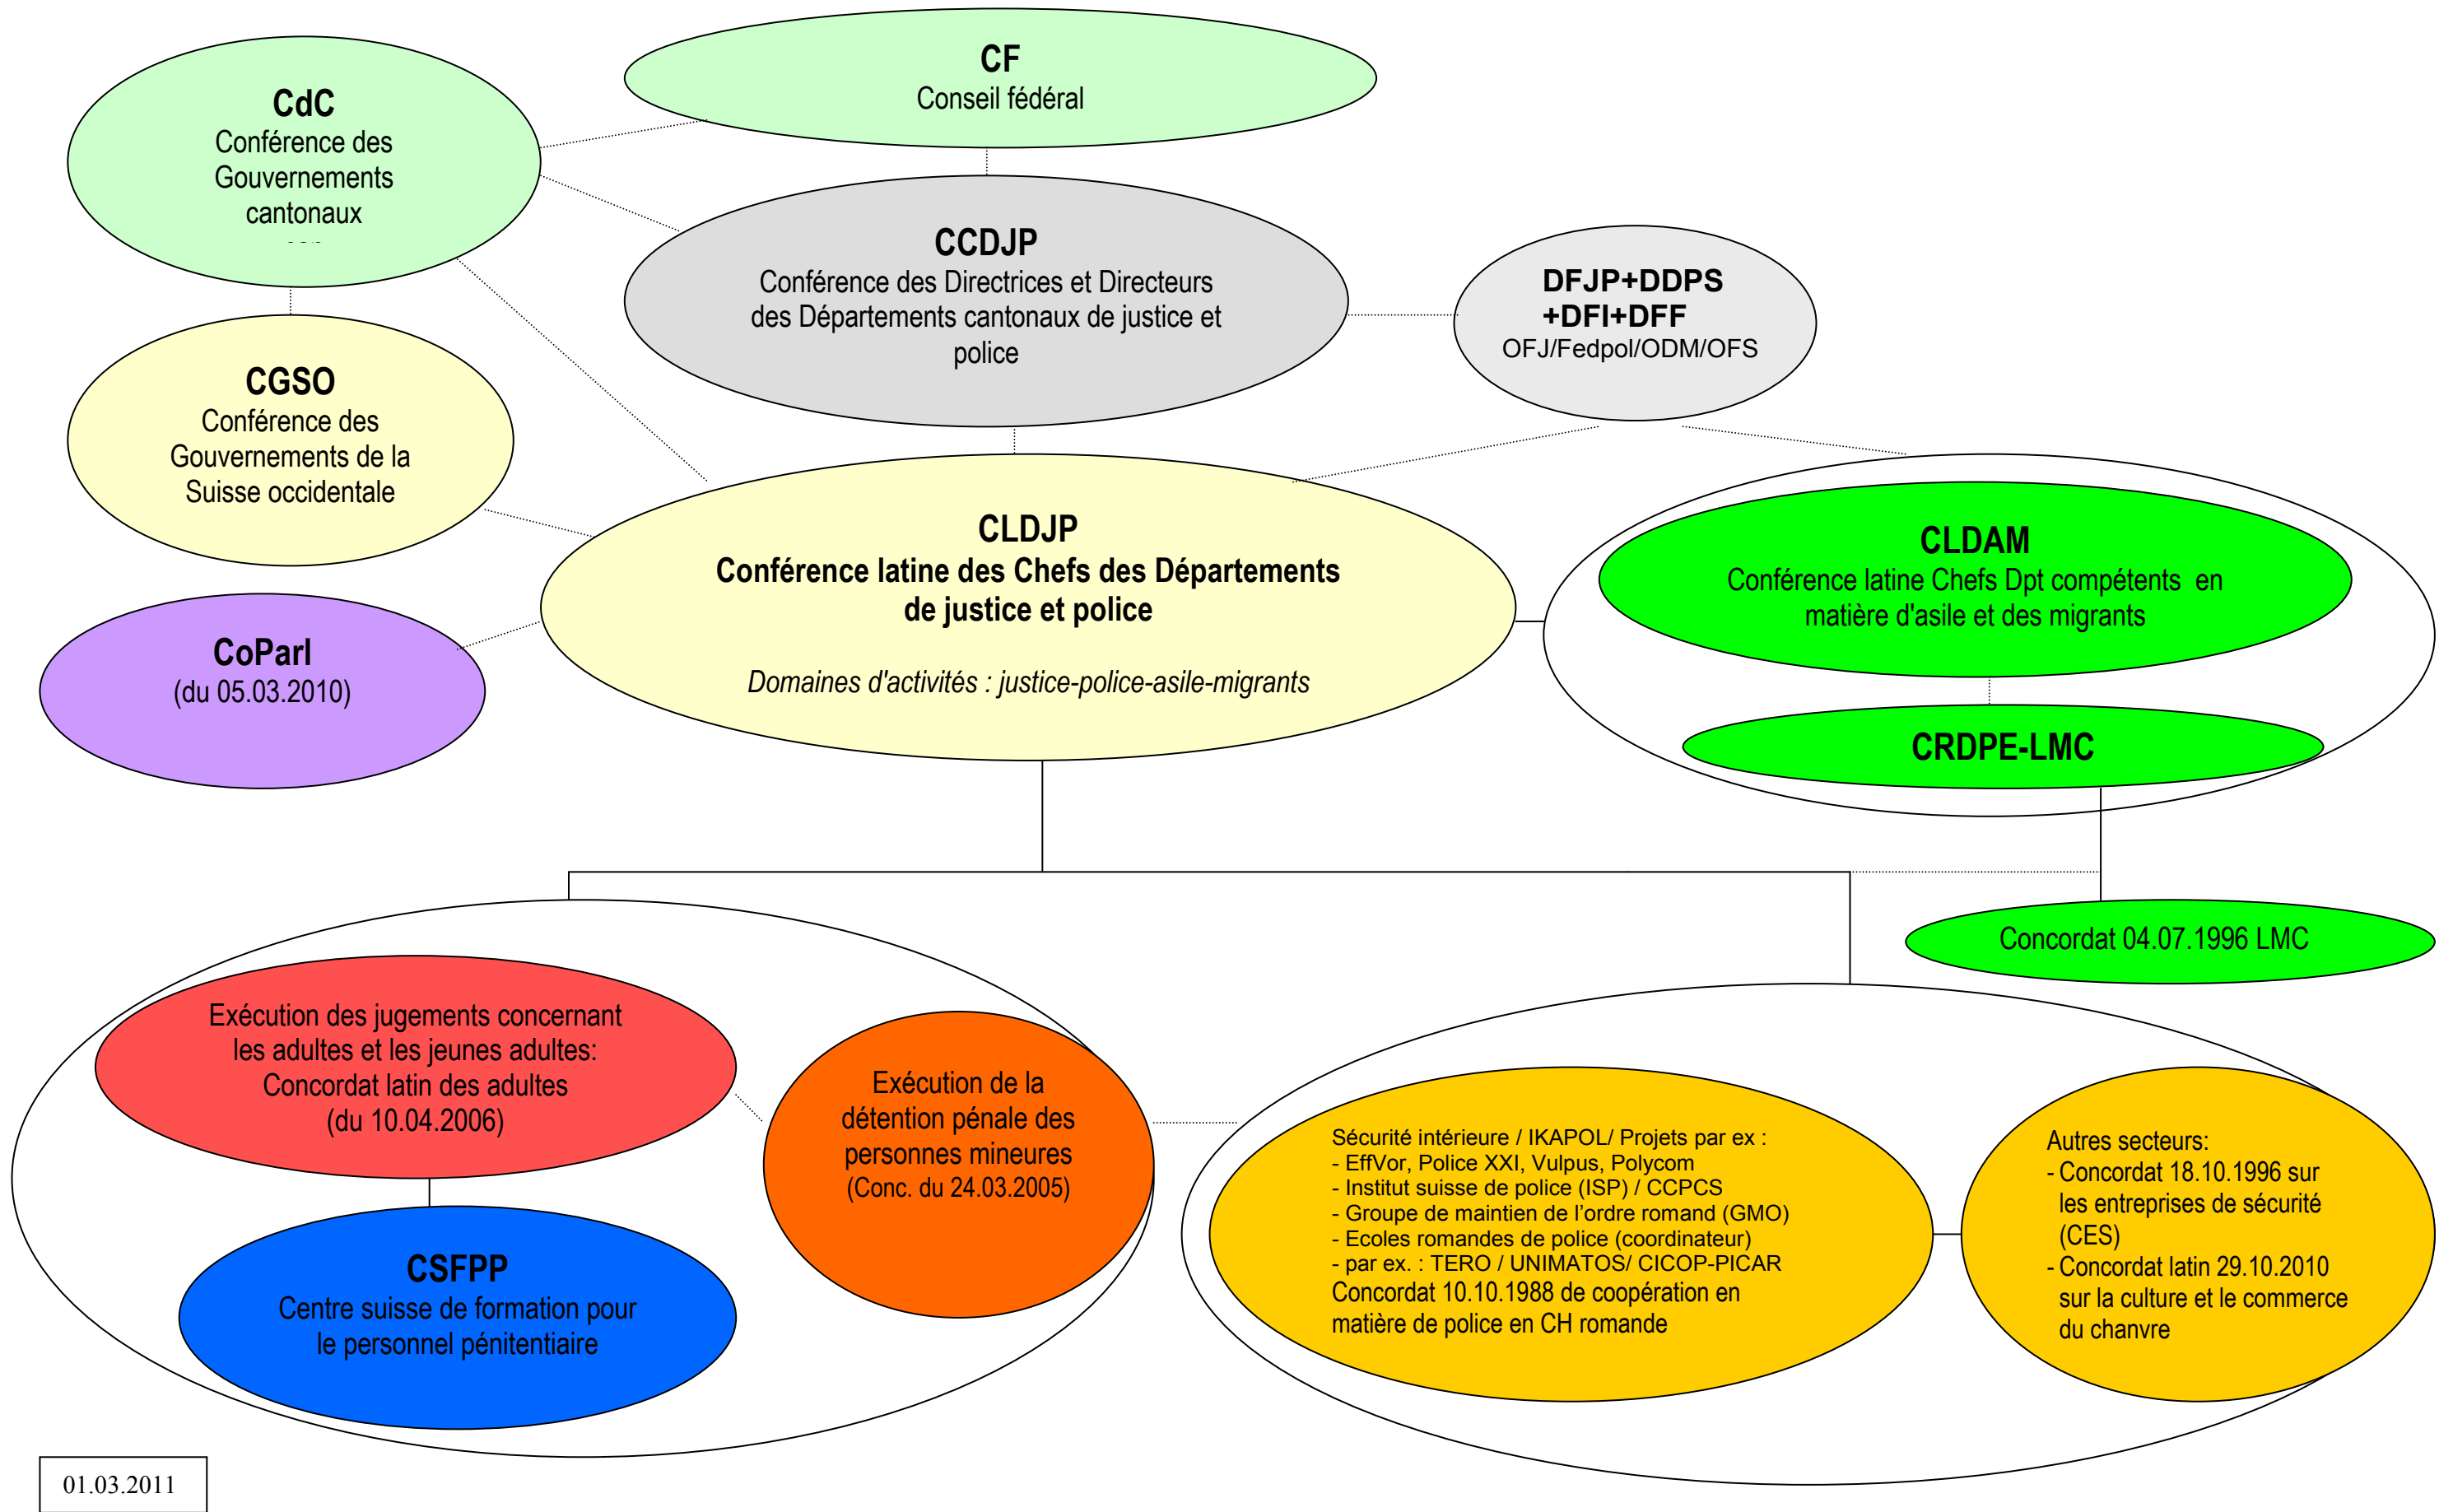 CF
Conseil fédéral
CdC
Conférence des
Gouvernements
cantonaux
CCDJP
Conférence des Directrices et Directeurs
des Départements cantonaux de justice et
police
DFJP+DDPS
+DFI+DFF
OFJ/Fedpol/ODM/OFS
CGSO
Conférence des
Gouvernements de la
Suisse occidentale
CLDJP
Conférence latine des Chefs des Départements
de justice et police
Domaines d'activités : justice-police-asile-migrants
CLDAM
Conférence latine Chefs Dpt compétents  en
matière d'asile et des migrants
CRDPE-LMC
CoParl
(du 05.03.2010)
Concordat 04.07.1996 LMC
Exécution des jugements concernant
les adultes et les jeunes adultes:
Concordat latin des adultes
(du 10.04.2006)
Exécution de la
détention pénale des
personnes mineures
(Conc. du 24.03.2005)
CSFPP
Centre suisse de formation pour
le personnel pénitentiaire
Sécurité intérieure / IKAPOL/ Projets par ex :
- EffVor, Police XXI, Vulpus, Polycom
- Institut suisse de police (ISP) / CCPCS
- Groupe de maintien de l’ordre romand (GMO)
- Ecoles romandes de police (coordinateur)
- par ex. : TERO / UNIMATOS/ CICOP-PICAR
Concordat 10.10.1988 de coopération en
matière de police en CH romande
Autres secteurs:
- Concordat 18.10.1996 sur
les entreprises de sécurité
(CES)
- Concordat latin 29.10.2010
sur la culture et le commerce
du chanvre
01.03.2011